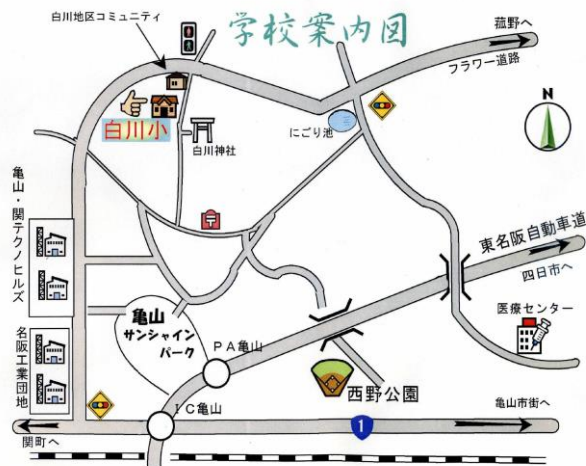 学校案内図
白川地区コミュニティ
菰野へ
フラワー道路
N
白川小
白川神社
にごり池
亀山・関テクノヒルズ
東名阪自動車道
四日市へ
医療センター
亀山
サンシャイン
パーク
PA亀山
名阪工業団地
西野公園
IC亀山
1
関町へ
亀山市街へ